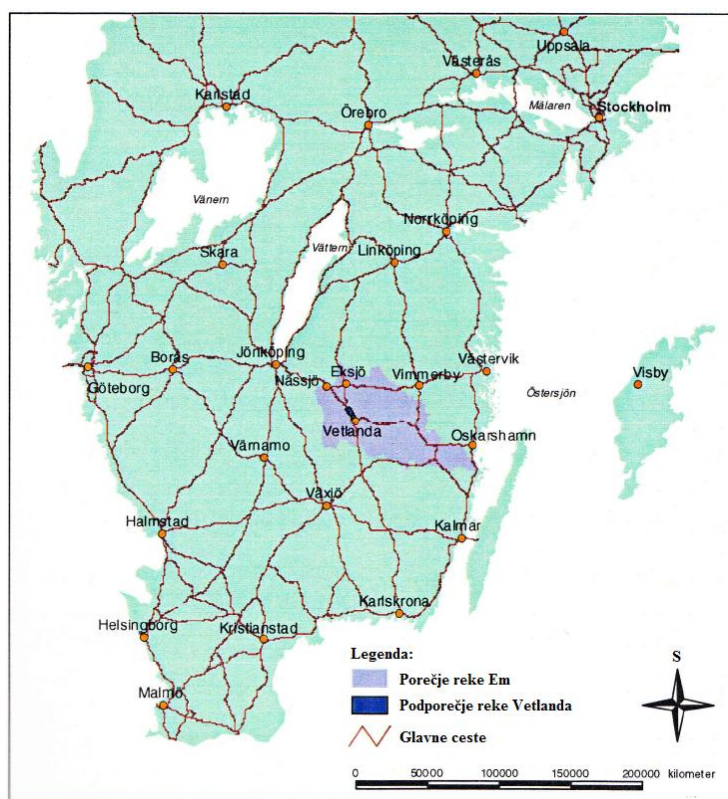 Uppsala
Västerås
Karlstad
Mälaren
Stockholm
Örebro
Vänern
Norrköping
Skara
Vättern
Linköping
Jönköping
Borås
Göteborg
Nässjö
Eksjö
Vimmerby
Västervik
Visby
Östersjön
Vetlanda
Oskarshamn
Värnamo
Växjö
Halmstad
Kalmar
Karlskrona
Helsingborg
Kristianstad
Malmö
Legenda:
Porečje reke Em
Podporečje reke Vetlanda
Glavne ceste
S
0 50000 100000 150000 200000 kilometer